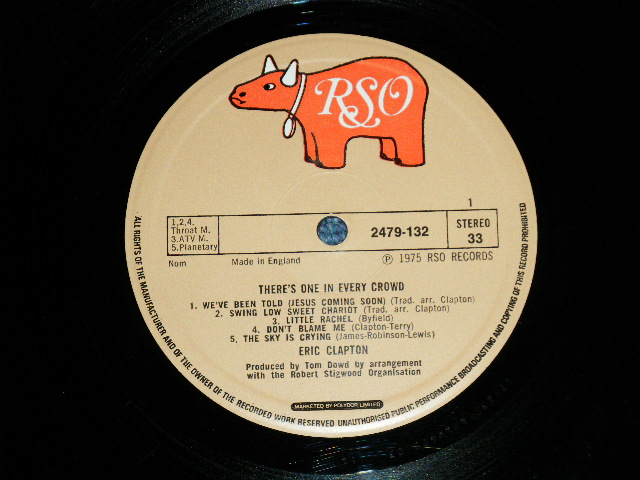 RSO
1
1,2,4.
Throat M.
3.ATV M.
5.Planetary
2479-132
STEREO
33
Nom
Made in England
℗ 1975 RSO RECORDS
THERE'S ONE IN EVERY CROWD
1. WE'VE BEEN TOLD (JESUS COMING SOON) (Trad. arr. Clapton)
2. SWING LOW SWEET CHARIOT (Trad. arr. Clapton)
3. LITTLE RACHEL (Byfield)
4. DON'T BLAME ME (Clapton-Terry)
5. THE SKY IS CRYING (James-Robinson-Lewis)
ERIC CLAPTON
Produced by Tom Dowd by arrangement
with the Robert Stigwood Organisation
MARKETED BY POLYDOR LIMITED
ALL RIGHTS OF THE MANUFACTURER AND OF THE OWNER OF THE RECORDED WORK RESERVED UNAUTHORISED PUBLIC PERFORMANCE BROADCASTING AND COPYING OF THIS RECORD PROHIBITED